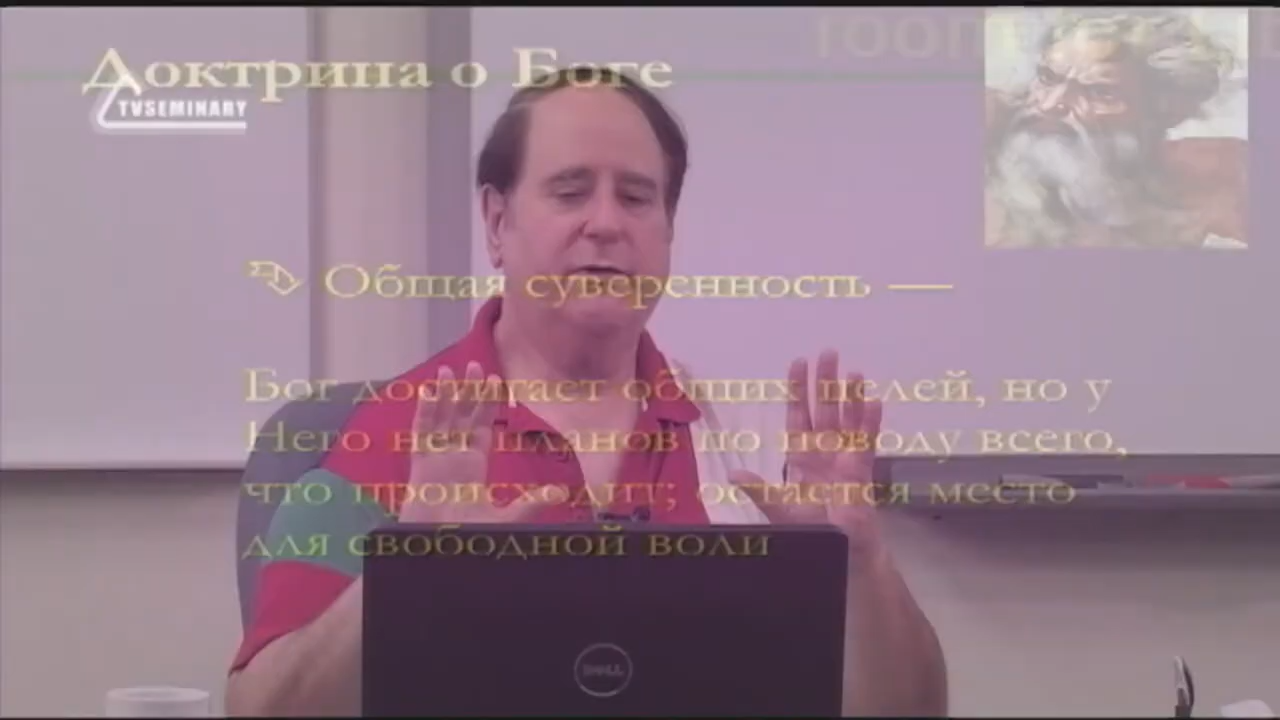 Доктрина о Боге
TVSEMINARY
Общая суверенность —
Бог достигает общих целей, но у
Него нет планов по поводу всего,
что происходит; остается место
для свободной воли
DELL